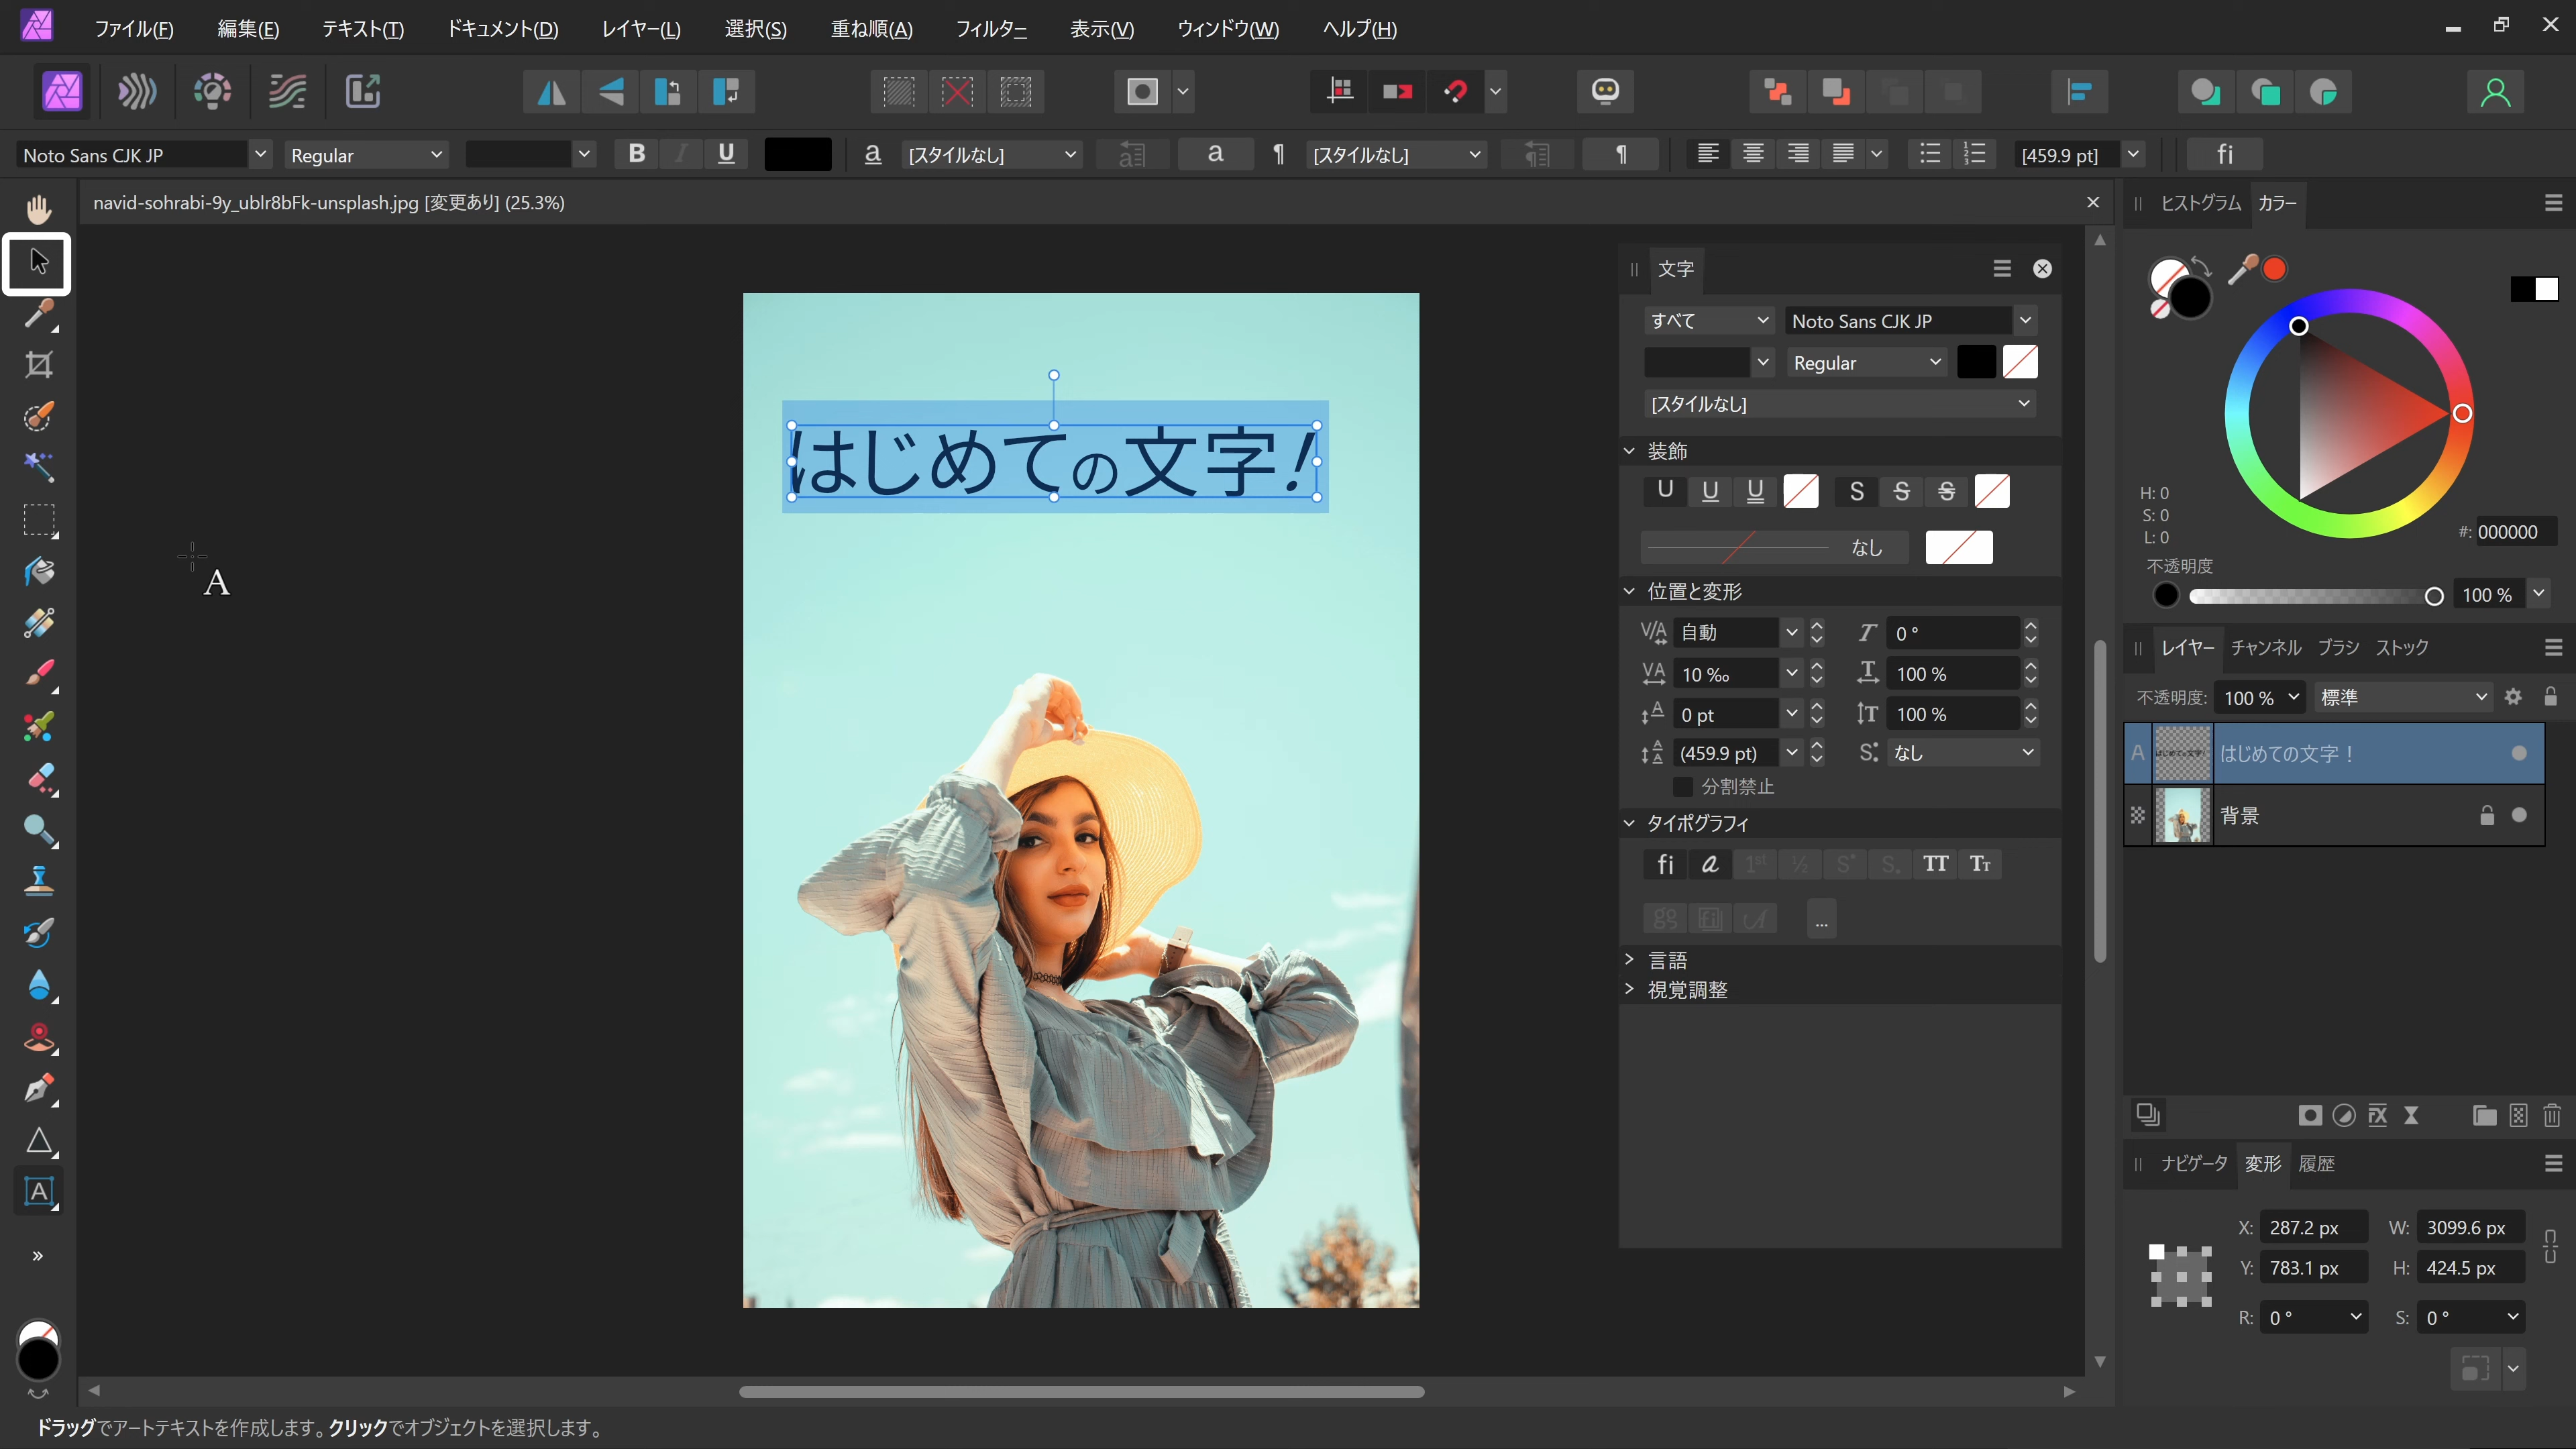 ファイル(F) 編集(E) テキスト(T) ドキュメント(D) レイヤー(L) 選択(S) 重ね順(A) フィルター 表示(V) ウィンドウ(W) ヘルプ(H)
Noto Sans CJK JP Regular B I U a [スタイルなし] a ¶ [スタイルなし] ¶ [459.9 pt] fi
navid-sohrabi-9y_ublr8bFk-unsplash.jpg [変更あり] (25.3%)
はじめての文字!
A
文字
すべて Noto Sans CJK JP
Regular
[スタイルなし]
装飾
U U U S S S
なし
位置と変形
自動 0 °
10 ‰ 100 %
0 pt 100 %
(459.9 pt) なし
分割禁止
タイポグラフィ
fi a 1st ½ S S TT TT
gg fi A ...
言語
視覚調整
ヒストグラム カラー
H: 0
S: 0
L: 0
#: 000000
不透明度
100 %
レイヤー チャンネル ブラシ ストック
不透明度: 100 % 標準
A はじめての文字！
背景
ナビゲータ 変形 履歴
X: 287.2 px W: 3099.6 px
Y: 783.1 px H: 424.5 px
R: 0 ° S: 0 °
ドラッグでアートテキストを作成します。クリックでオブジェクトを選択します。